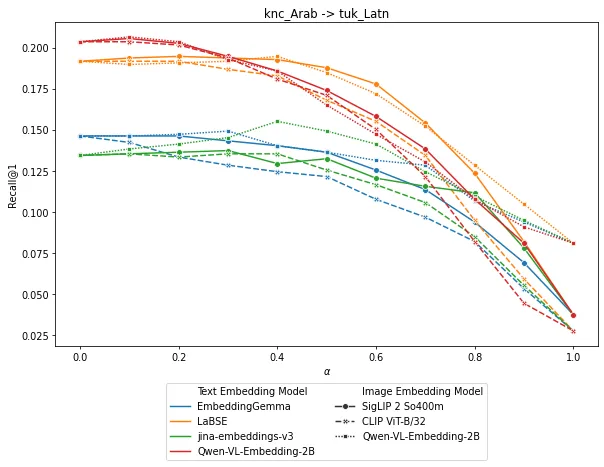 knc_Arab -> tuk_Latn
0.200
0.175
0.150
0.125
0.100
0.075
0.050
0.025
Recall@1
0.0 0.2 0.4 0.6 0.8 1.0
α
Text Embedding Model Image Embedding Model
EmbeddingGemma SigLIP 2 So400m
LaBSE CLIP ViT-B/32
jina-embeddings-v3 Qwen-VL-Embedding-2B
Qwen-VL-Embedding-2B